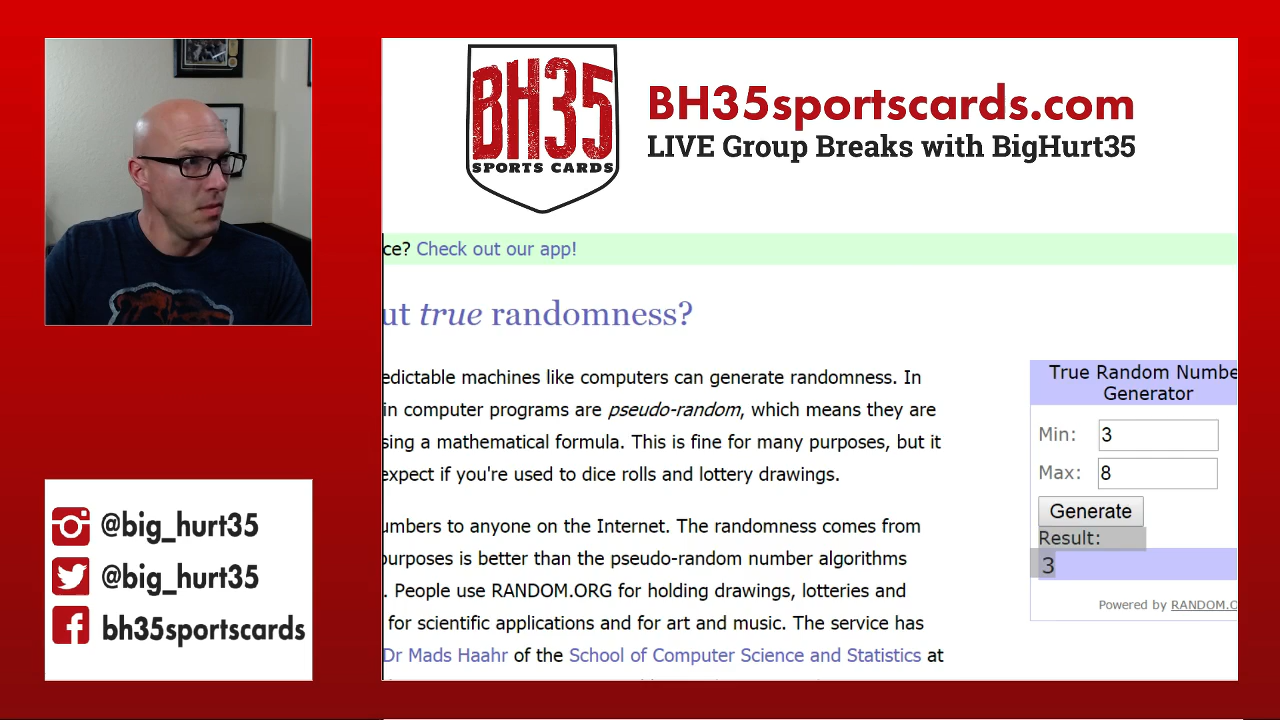 BH35
SPORTS CARDS
BH35sportscards.com
LIVE Group Breaks with BigHurt35
ce? Check out our app!
ut true randomness?
edictable machines like computers can generate randomness. In
in computer programs are pseudo-random, which means they are
sing a mathematical formula. This is fine for many purposes, but it
expect if you're used to dice rolls and lottery drawings.
umbers to anyone on the Internet. The randomness comes from
purposes is better than the pseudo-random number algorithms
. People use RANDOM.ORG for holding drawings, lotteries and
for scientific applications and for art and music. The service has
Dr Mads Haahr of the School of Computer Science and Statistics at
True Random Numbe
Generator
Min: 3
Max: 8
Generate
Result:
3
Powered by RANDOM.O
@big_hurt35
@big_hurt35
bh35sportscards